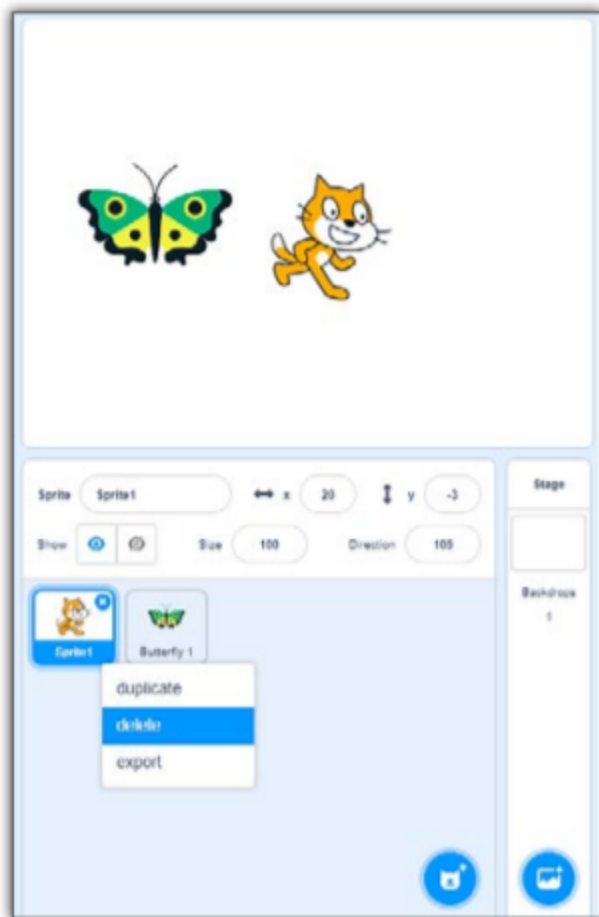 Sprite Sprite1 x 20 y -3
Show Size 100 Direction 105
Stage
Backdrops
1
Sprite1
Butterfly 1
duplicate
delete
export